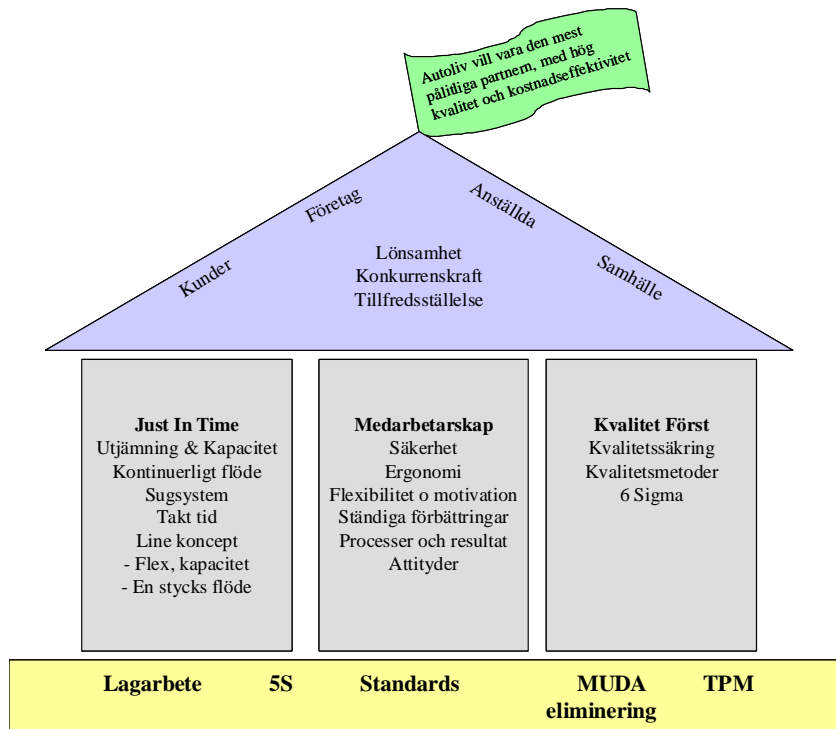 Autoliv vill vara den mest
pålitliga partnern, med hög
kvalitet och kostnadseffektivitet
Företag
Anställda
Kunder
Samhälle
Lönsamhet
Konkurrenskraft
Tillfredsställelse
Just In Time
Utjämning & Kapacitet
Kontinuerligt flöde
Sugsystem
Takt tid
Line koncept
- Flex, kapacitet
- En stycks flöde
Medarbetarskap
Säkerhet
Ergonomi
Flexibilitet o motivation
Ständiga förbättringar
Processer och resultat
Attityder
Kvalitet Först
Kvalitetssäkring
Kvalitetsmetoder
6 Sigma
Lagarbete
5S
Standards
MUDA
eliminering
TPM